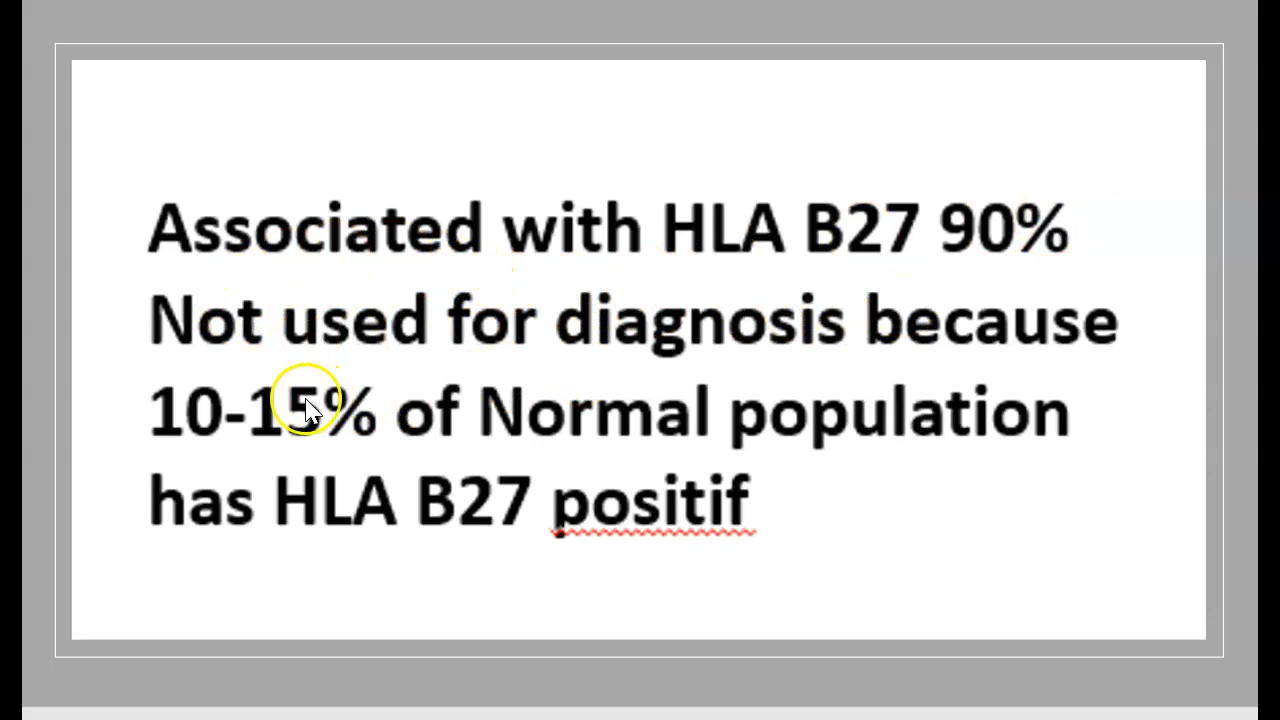 Associated with HLA B27 90%
Not used for diagnosis because
10-15% of Normal population
has HLA B27 positif